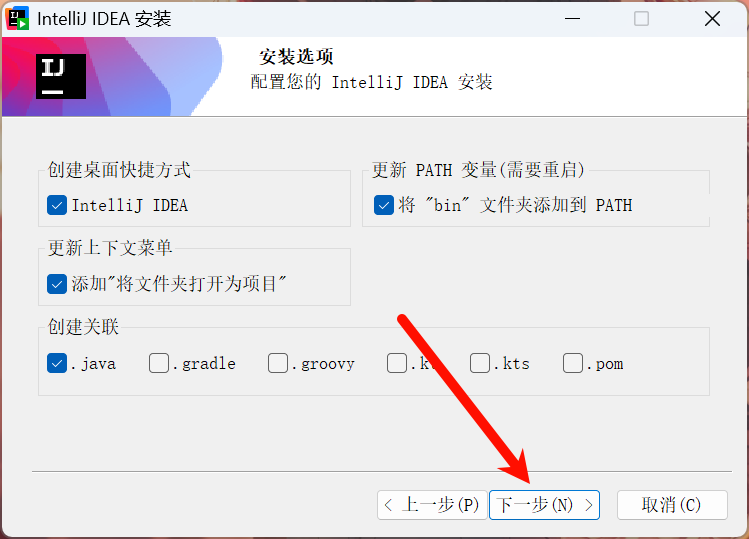 IntelliJ IDEA 安装
IJ
安装选项
配置您的 IntelliJ IDEA 安装
创建桌面快捷方式
IntelliJ IDEA
更新 PATH 变量(需要重启)
将 "bin" 文件夹添加到 PATH
更新上下文菜单
添加"将文件夹打开为项目"
创建关联
.java .gradle .groovy .kts .pom
< 上一步(P) 下一步(N) > 取消(C)